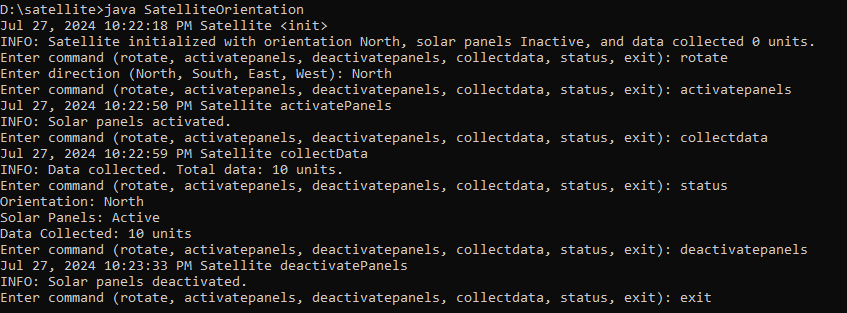 D:\satellite>java SatelliteOrientation
Jul 27, 2024 10:22:18 PM Satellite <init>
INFO: Satellite initialized with orientation North, solar panels Inactive, and data collected 0 units.
Enter command (rotate, activatepanels, deactivatepanels, collectdata, status, exit): rotate
Enter direction (North, South, East, West): North
Enter command (rotate, activatepanels, deactivatepanels, collectdata, status, exit): activatepanels
Jul 27, 2024 10:22:50 PM Satellite activatePanels
INFO: Solar panels activated.
Enter command (rotate, activatepanels, deactivatepanels, collectdata, status, exit): collectdata
Jul 27, 2024 10:22:59 PM Satellite collectData
INFO: Data collected. Total data: 10 units.
Enter command (rotate, activatepanels, deactivatepanels, collectdata, status, exit): status
Orientation: North
Solar Panels: Active
Data Collected: 10 units
Enter command (rotate, activatepanels, deactivatepanels, collectdata, status, exit): deactivatepanels
Jul 27, 2024 10:23:33 PM Satellite deactivatePanels
INFO: Solar panels deactivated.
Enter command (rotate, activatepanels, deactivatepanels, collectdata, status, exit): exit